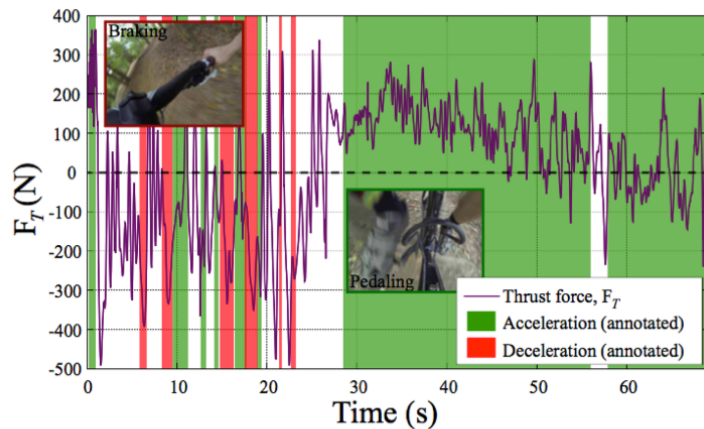 400
300
200
100
0
-100
-200
-300
-400
-500
F_T (N)
Braking
Pedaling
Thrust force, F_T
Acceleration (annotated)
Deceleration (annotated)
0 10 20 30 40 50 60
Time (s)